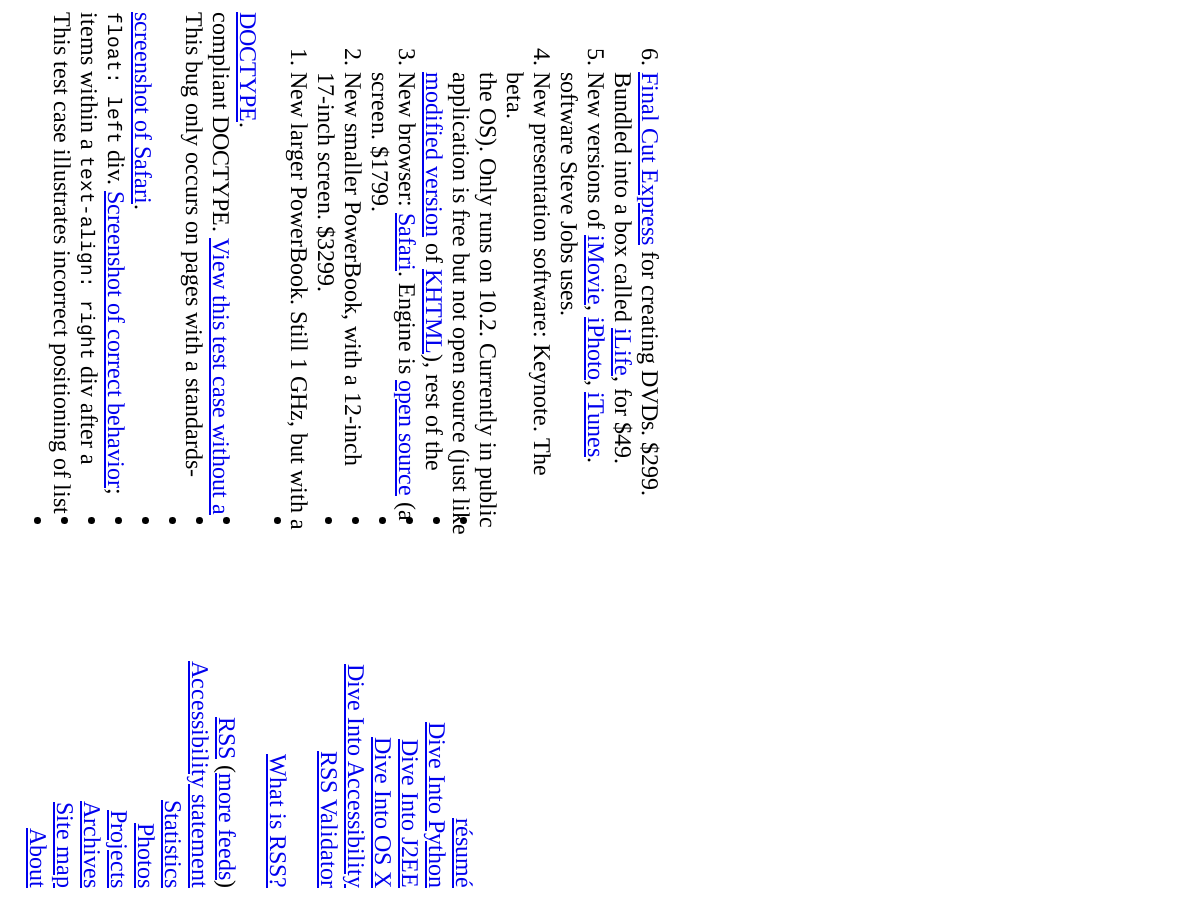 This test case illustrates incorrect positioning of list
items within a text-align: right div after a
float: left div. Screenshot of correct behavior;
screenshot of Safari.
This bug only occurs on pages with a standards-
compliant DOCTYPE. View this test case without a
DOCTYPE.
1. New larger PowerBook. Still 1 GHz, but with a
17-inch screen. $3299.
2. New smaller PowerBook, with a 12-inch
screen. $1799.
3. New browser: Safari. Engine is open source (a
modified version of KHTML), rest of the
application is free but not open source (just like
the OS). Only runs on 10.2. Currently in public
beta.
4. New presentation software: Keynote. The
software Steve Jobs uses.
5. New versions of iMovie, iPhoto, iTunes.
Bundled into a box called iLife, for $49.
6. Final Cut Express for creating DVDs. $299.
• About
• Site map
• Archives
• Projects
• Photos
• Statistics
• Accessibility statement
• RSS (more feeds)
• What is RSS?
• RSS Validator
• Dive Into Accessibility
• Dive Into OS X
• Dive Into J2EE
• Dive Into Python
• résumé